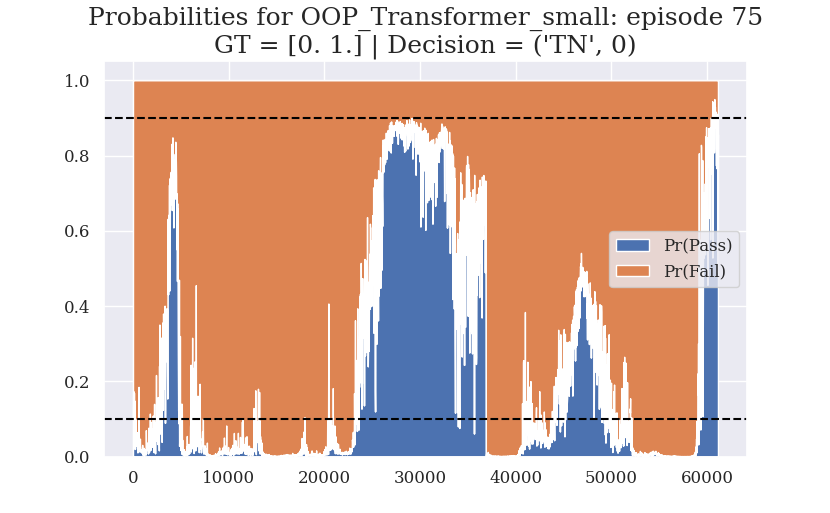 Probabilities for OOP_Transformer_small: episode 75
GT = [0. 1.] | Decision = ('TN', 0)
1.0
0.8
0.6
0.4
0.2
0.0
Pr(Pass)
Pr(Fail)
0 10000 20000 30000 40000 50000 60000